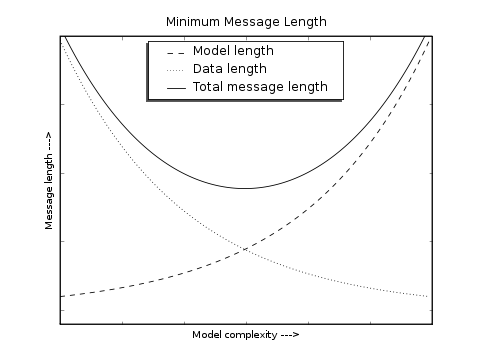 Minimum Message Length
Model length
Data length
Total message length
Message length --->
Model complexity --->